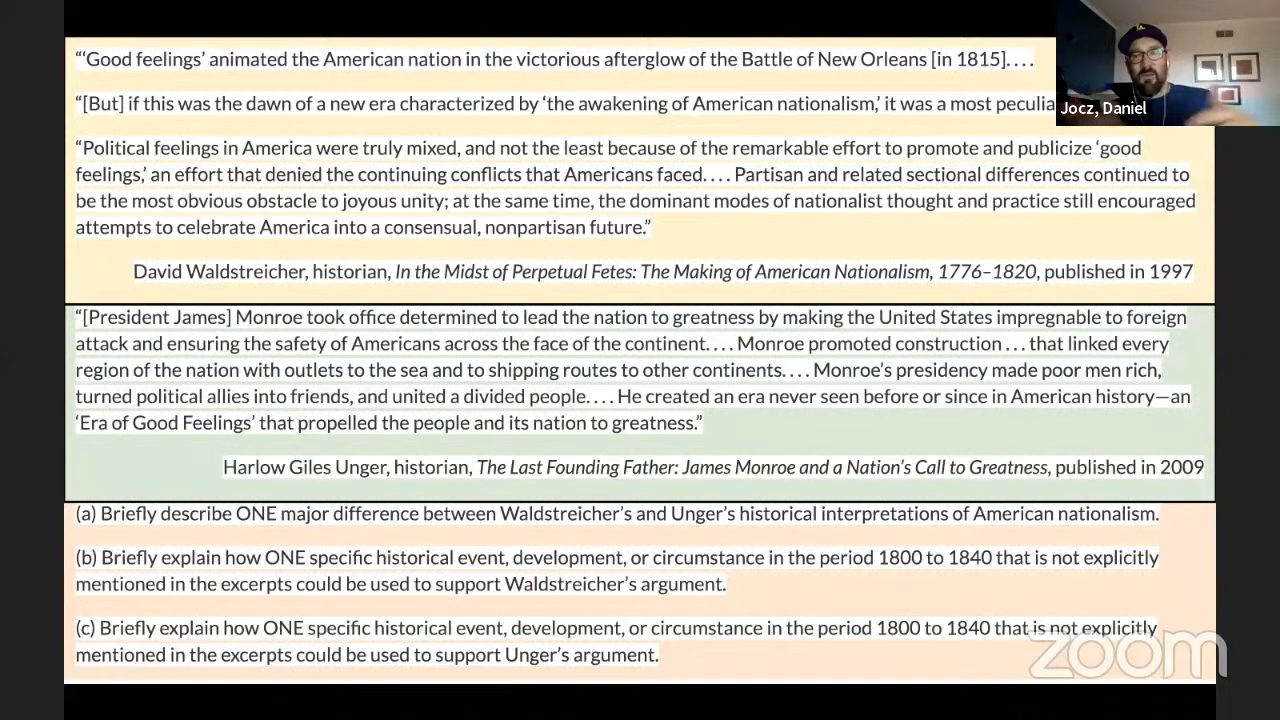 “‘Good feelings’ animated the American nation in the victorious afterglow of the Battle of New Orleans [in 1815]. . . .
“[But] if this was the dawn of a new era characterized by ‘the awakening of American nationalism,’ it was a most
Jocz, Daniel
“Political feelings in America were truly mixed, and not the least because of the remarkable effort to promote and publicize ‘good
feelings,’ an effort that denied the continuing conflicts that Americans faced. . . . Partisan and related sectional differences continued to
be the most obvious obstacle to joyous unity; at the same time, the dominant modes of nationalist thought and practice still encouraged
attempts to celebrate America into a consensual, nonpartisan future.”
David Waldstreicher, historian, In the Midst of Perpetual Fetes: The Making of American Nationalism, 1776–1820, published in 1997
“[President James] Monroe took office determined to lead the nation to greatness by making the United States impregnable to foreign
attack and ensuring the safety of Americans across the face of the continent. . . . Monroe promoted construction . . . that linked every
region of the nation with outlets to the sea and to shipping routes to other continents. . . . Monroe’s presidency made poor men rich,
turned political allies into friends, and united a divided people. . . . He created an era never seen before or since in American history—an
‘Era of Good Feelings’ that propelled the people and its nation to greatness.”
Harlow Giles Unger, historian, The Last Founding Father: James Monroe and a Nation’s Call to Greatness, published in 2009
(a) Briefly describe ONE major difference between Waldstreicher’s and Unger’s historical interpretations of American nationalism.
(b) Briefly explain how ONE specific historical event, development, or circumstance in the period 1800 to 1840 that is not explicitly
mentioned in the excerpts could be used to support Waldstreicher’s argument.
(c) Briefly explain how ONE specific historical event, development, or circumstance in the period 1800 to 1840 that is not explicitly
mentioned in the excerpts could be used to support Unger’s argument.
zoom